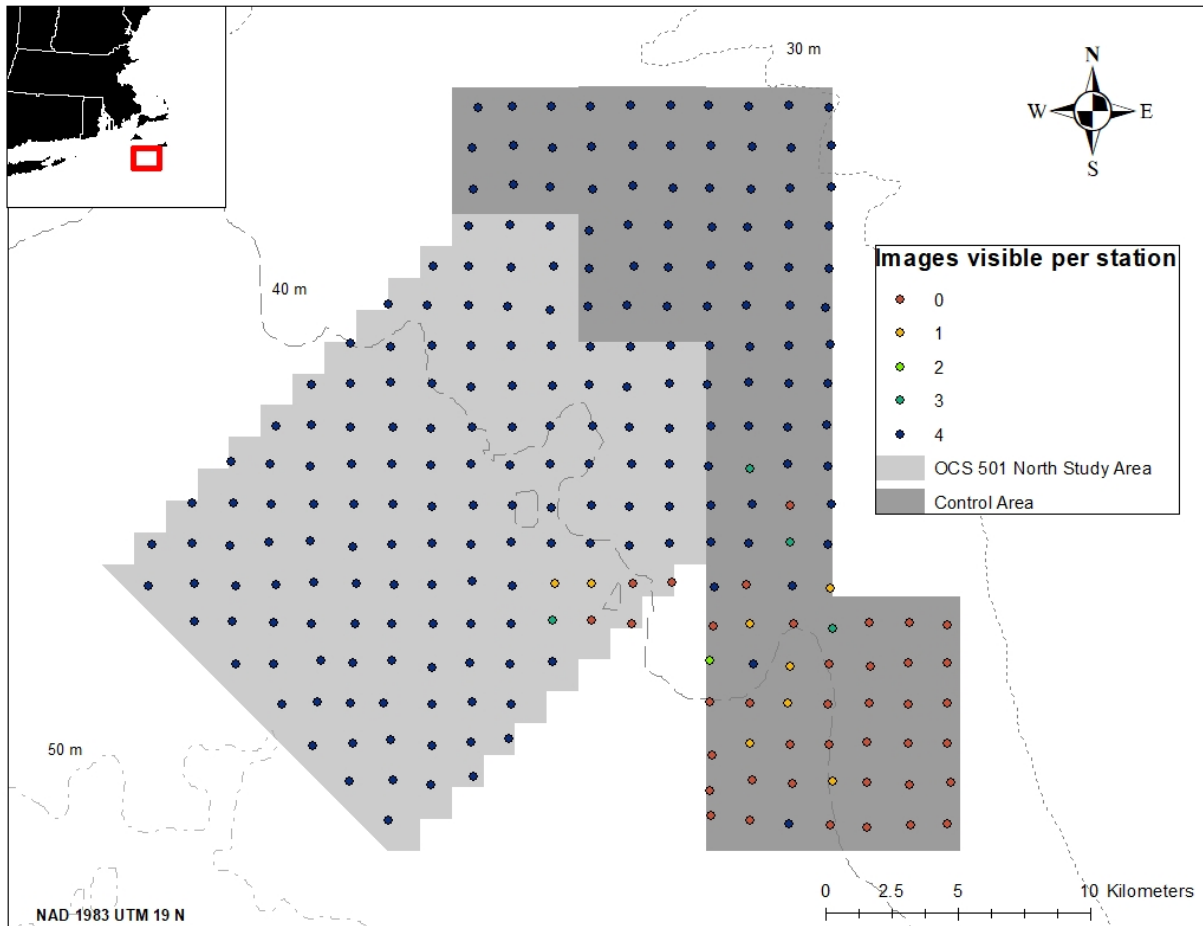 30 m
N
W E
S
Images visible per station
40 m
0
1
2
3
4
OCS 501 North Study Area
Control Area
50 m
0 2.5 5 10 Kilometers
NAD 1983 UTM 19 N